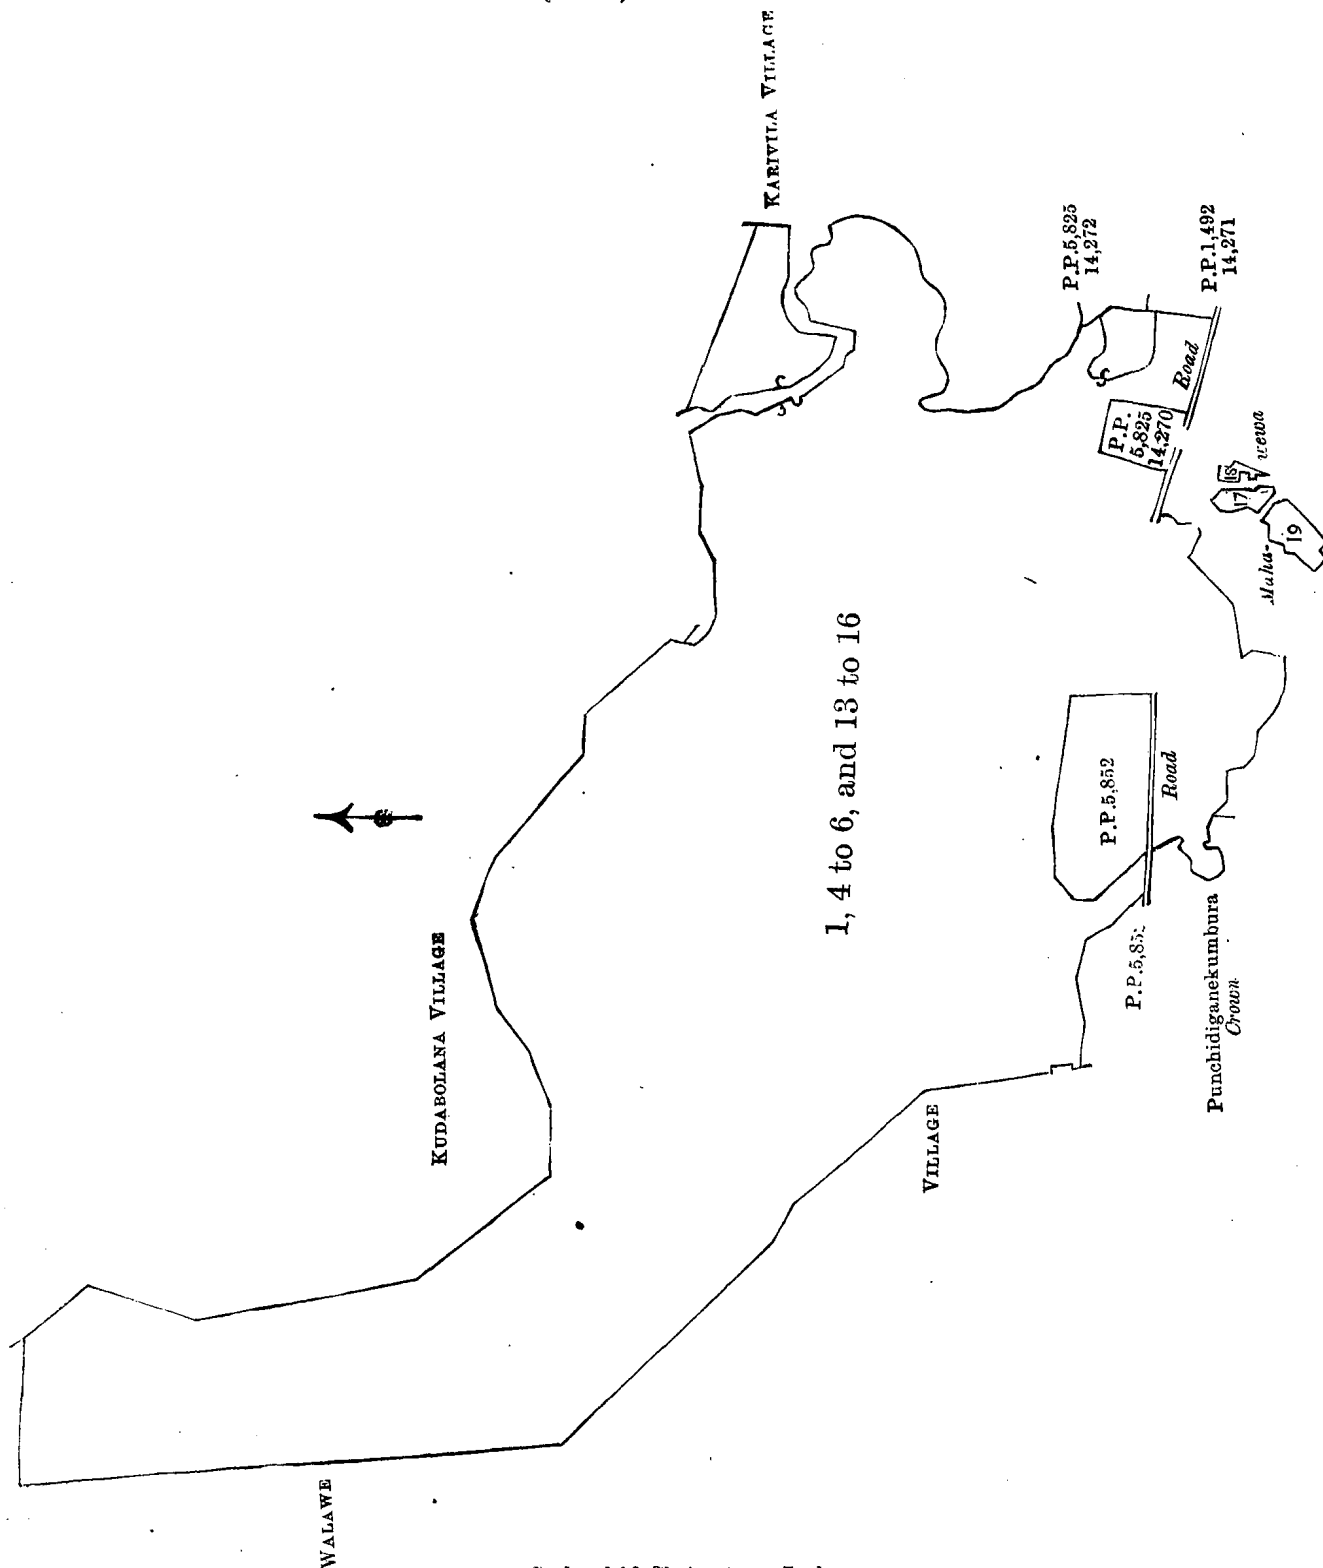 KARIVILA VILLAGE
KUDABOLANA VILLAGE
WALAWE
VILLAGE
1, 4 to 6, and 13 to 16
P.P.5,825
14,272
P.P.1,492
14,271
Road
P.P.
5,825
14,270
Maha-
wewa
17
18
19
P.P.5,852
Road
Punchidiganekumbura
Crown